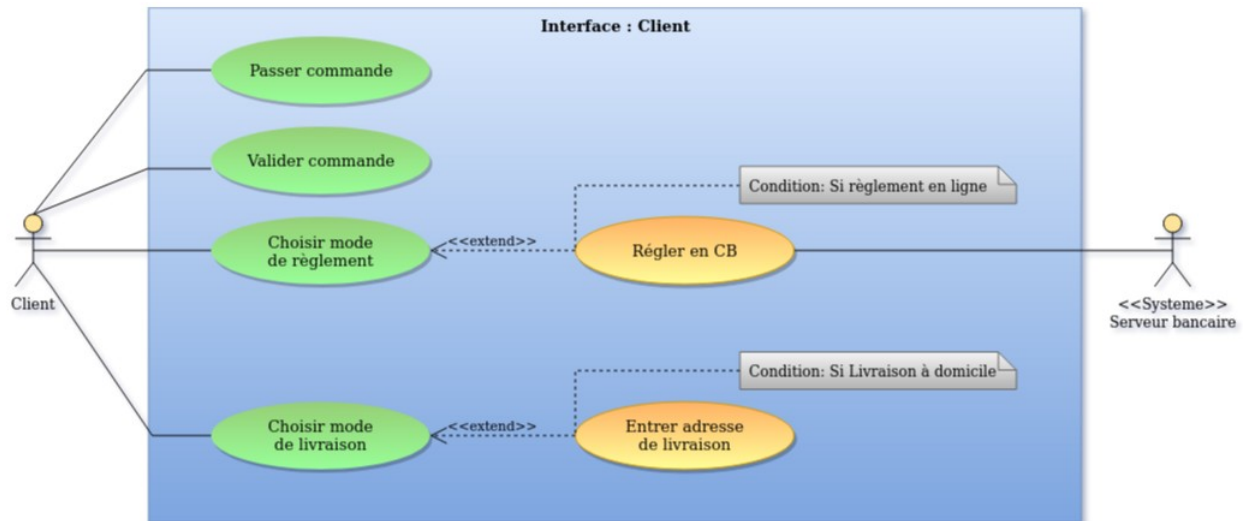 Interface : Client
Passer commande
Valider commande
Condition: Si règlement en ligne
Choisir mode
de règlement
<<extend>>
Régler en CB
Client
<<Systeme>>
Serveur bancaire
Condition: Si Livraison à domicile
Choisir mode
de livraison
<<extend>>
Entrer adresse
de livraison